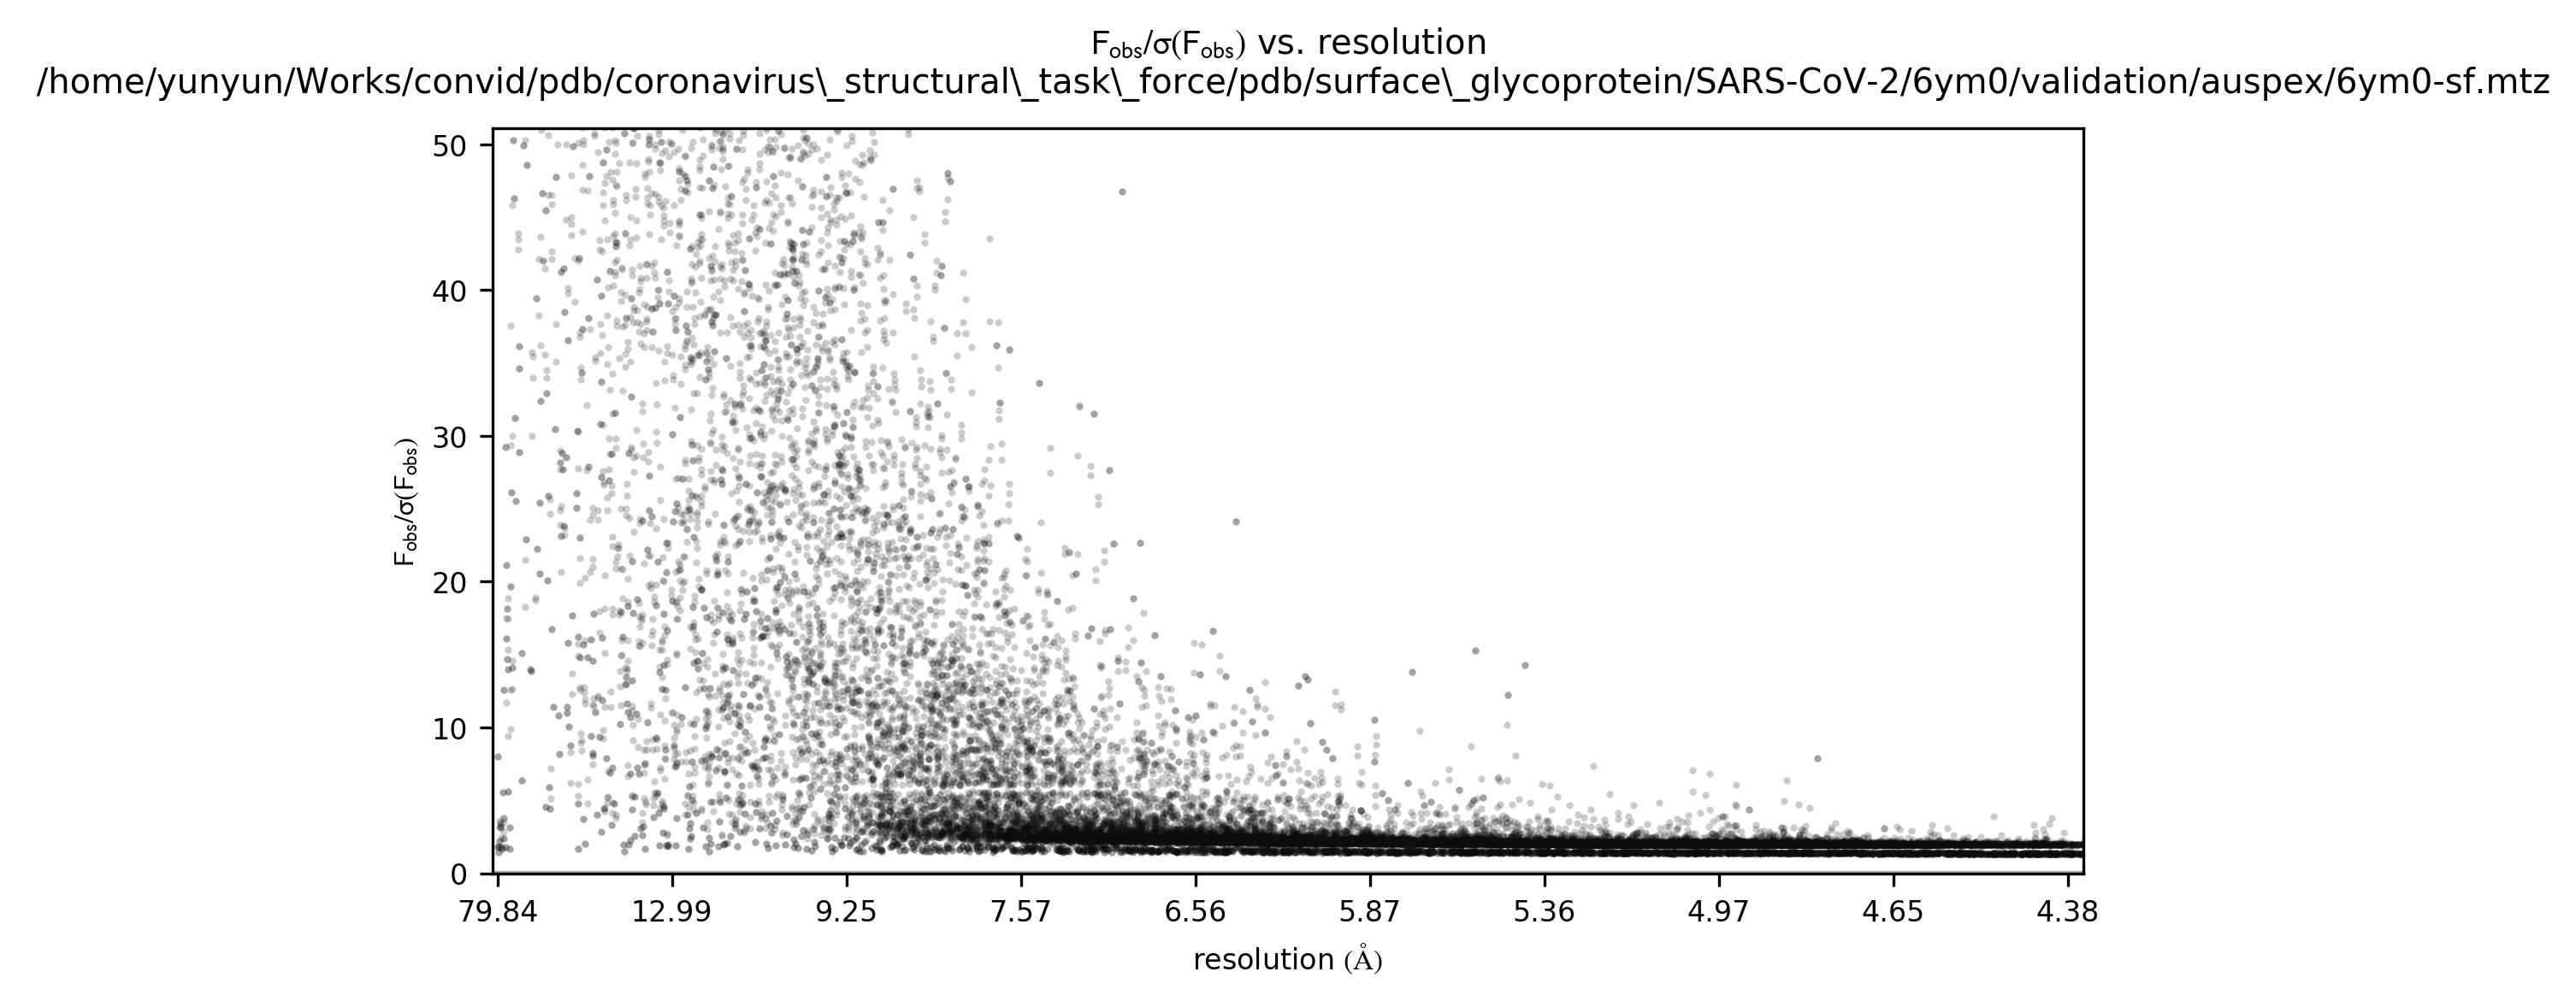 Fobs/σ(Fobs) vs. resolution
/home/yunyun/Works/convid/pdb/coronavirus\_structural\_task\_force/pdb/surface\_glycoprotein/SARS-CoV-2/6ym0/validation/auspex/6ym0-sf.mtz
Fobs/σ(Fobs)
50
40
30
20
10
0
79.84 12.99 9.25 7.57 6.56 5.87 5.36 4.97 4.65 4.38
resolution (Å)